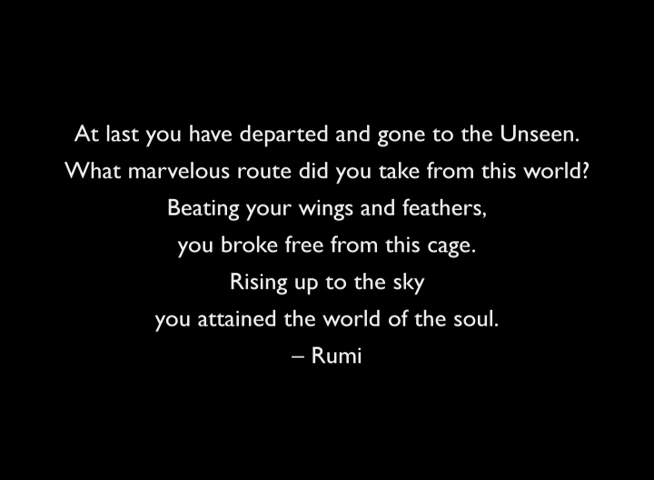 At last you have departed and gone to the Unseen.
What marvelous route did you take from this world?
Beating your wings and feathers,
you broke free from this cage.
Rising up to the sky
you attained the world of the soul.
– Rumi